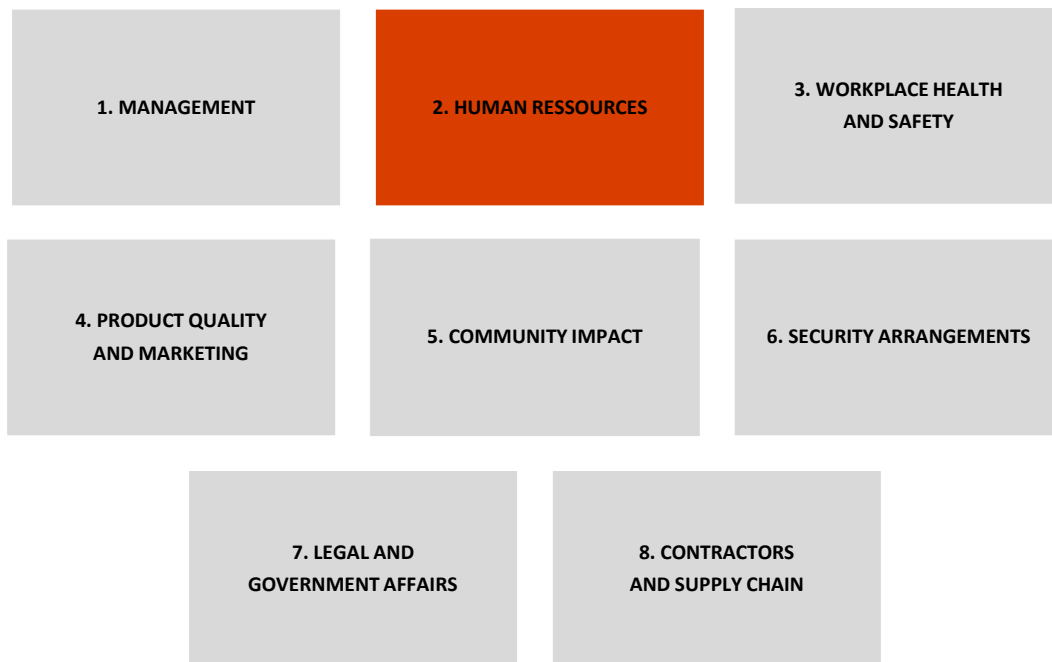 1. MANAGEMENT
2. HUMAN RESSOURCES
3. WORKPLACE HEALTH
AND SAFETY
4. PRODUCT QUALITY
AND MARKETING
5. COMMUNITY IMPACT
6. SECURITY ARRANGEMENTS
7. LEGAL AND
GOVERNMENT AFFAIRS
8. CONTRACTORS
AND SUPPLY CHAIN